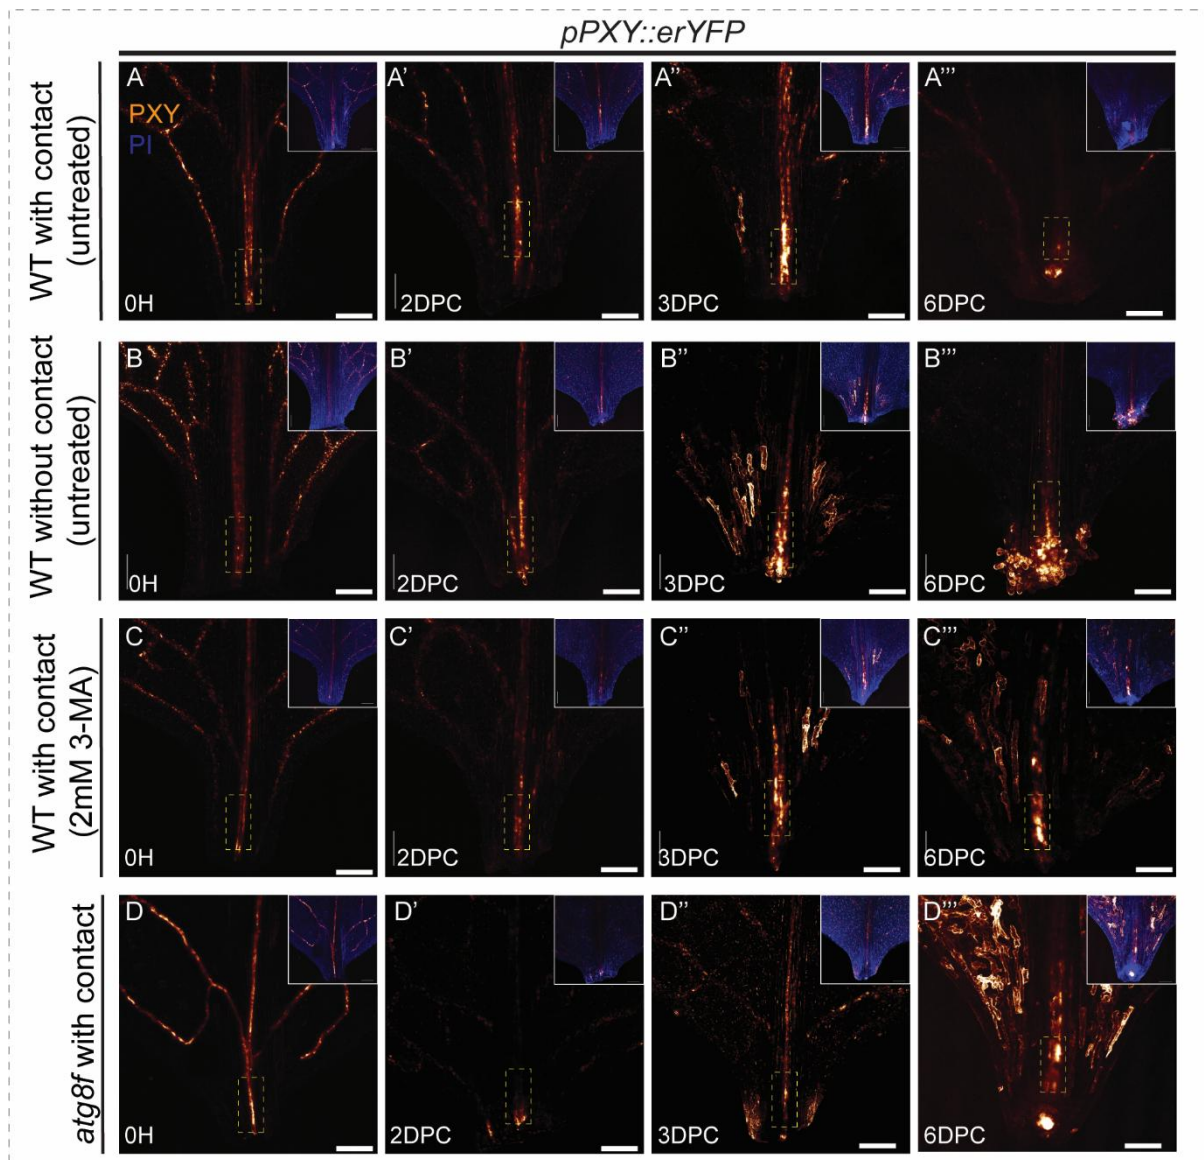 pPXY::erYFP
WT with contact
(untreated)
A
PXY
PI
0H
A'
2DPC
A''
3DPC
A'''
6DPC
WT without contact
(untreated)
B
0H
B'
2DPC
B''
3DPC
B'''
6DPC
WT with contact
(2mM 3-MA)
C
0H
C'
2DPC
C''
3DPC
C'''
6DPC
atg8f with contact
D
0H
D'
2DPC
D''
3DPC
D'''
6DPC